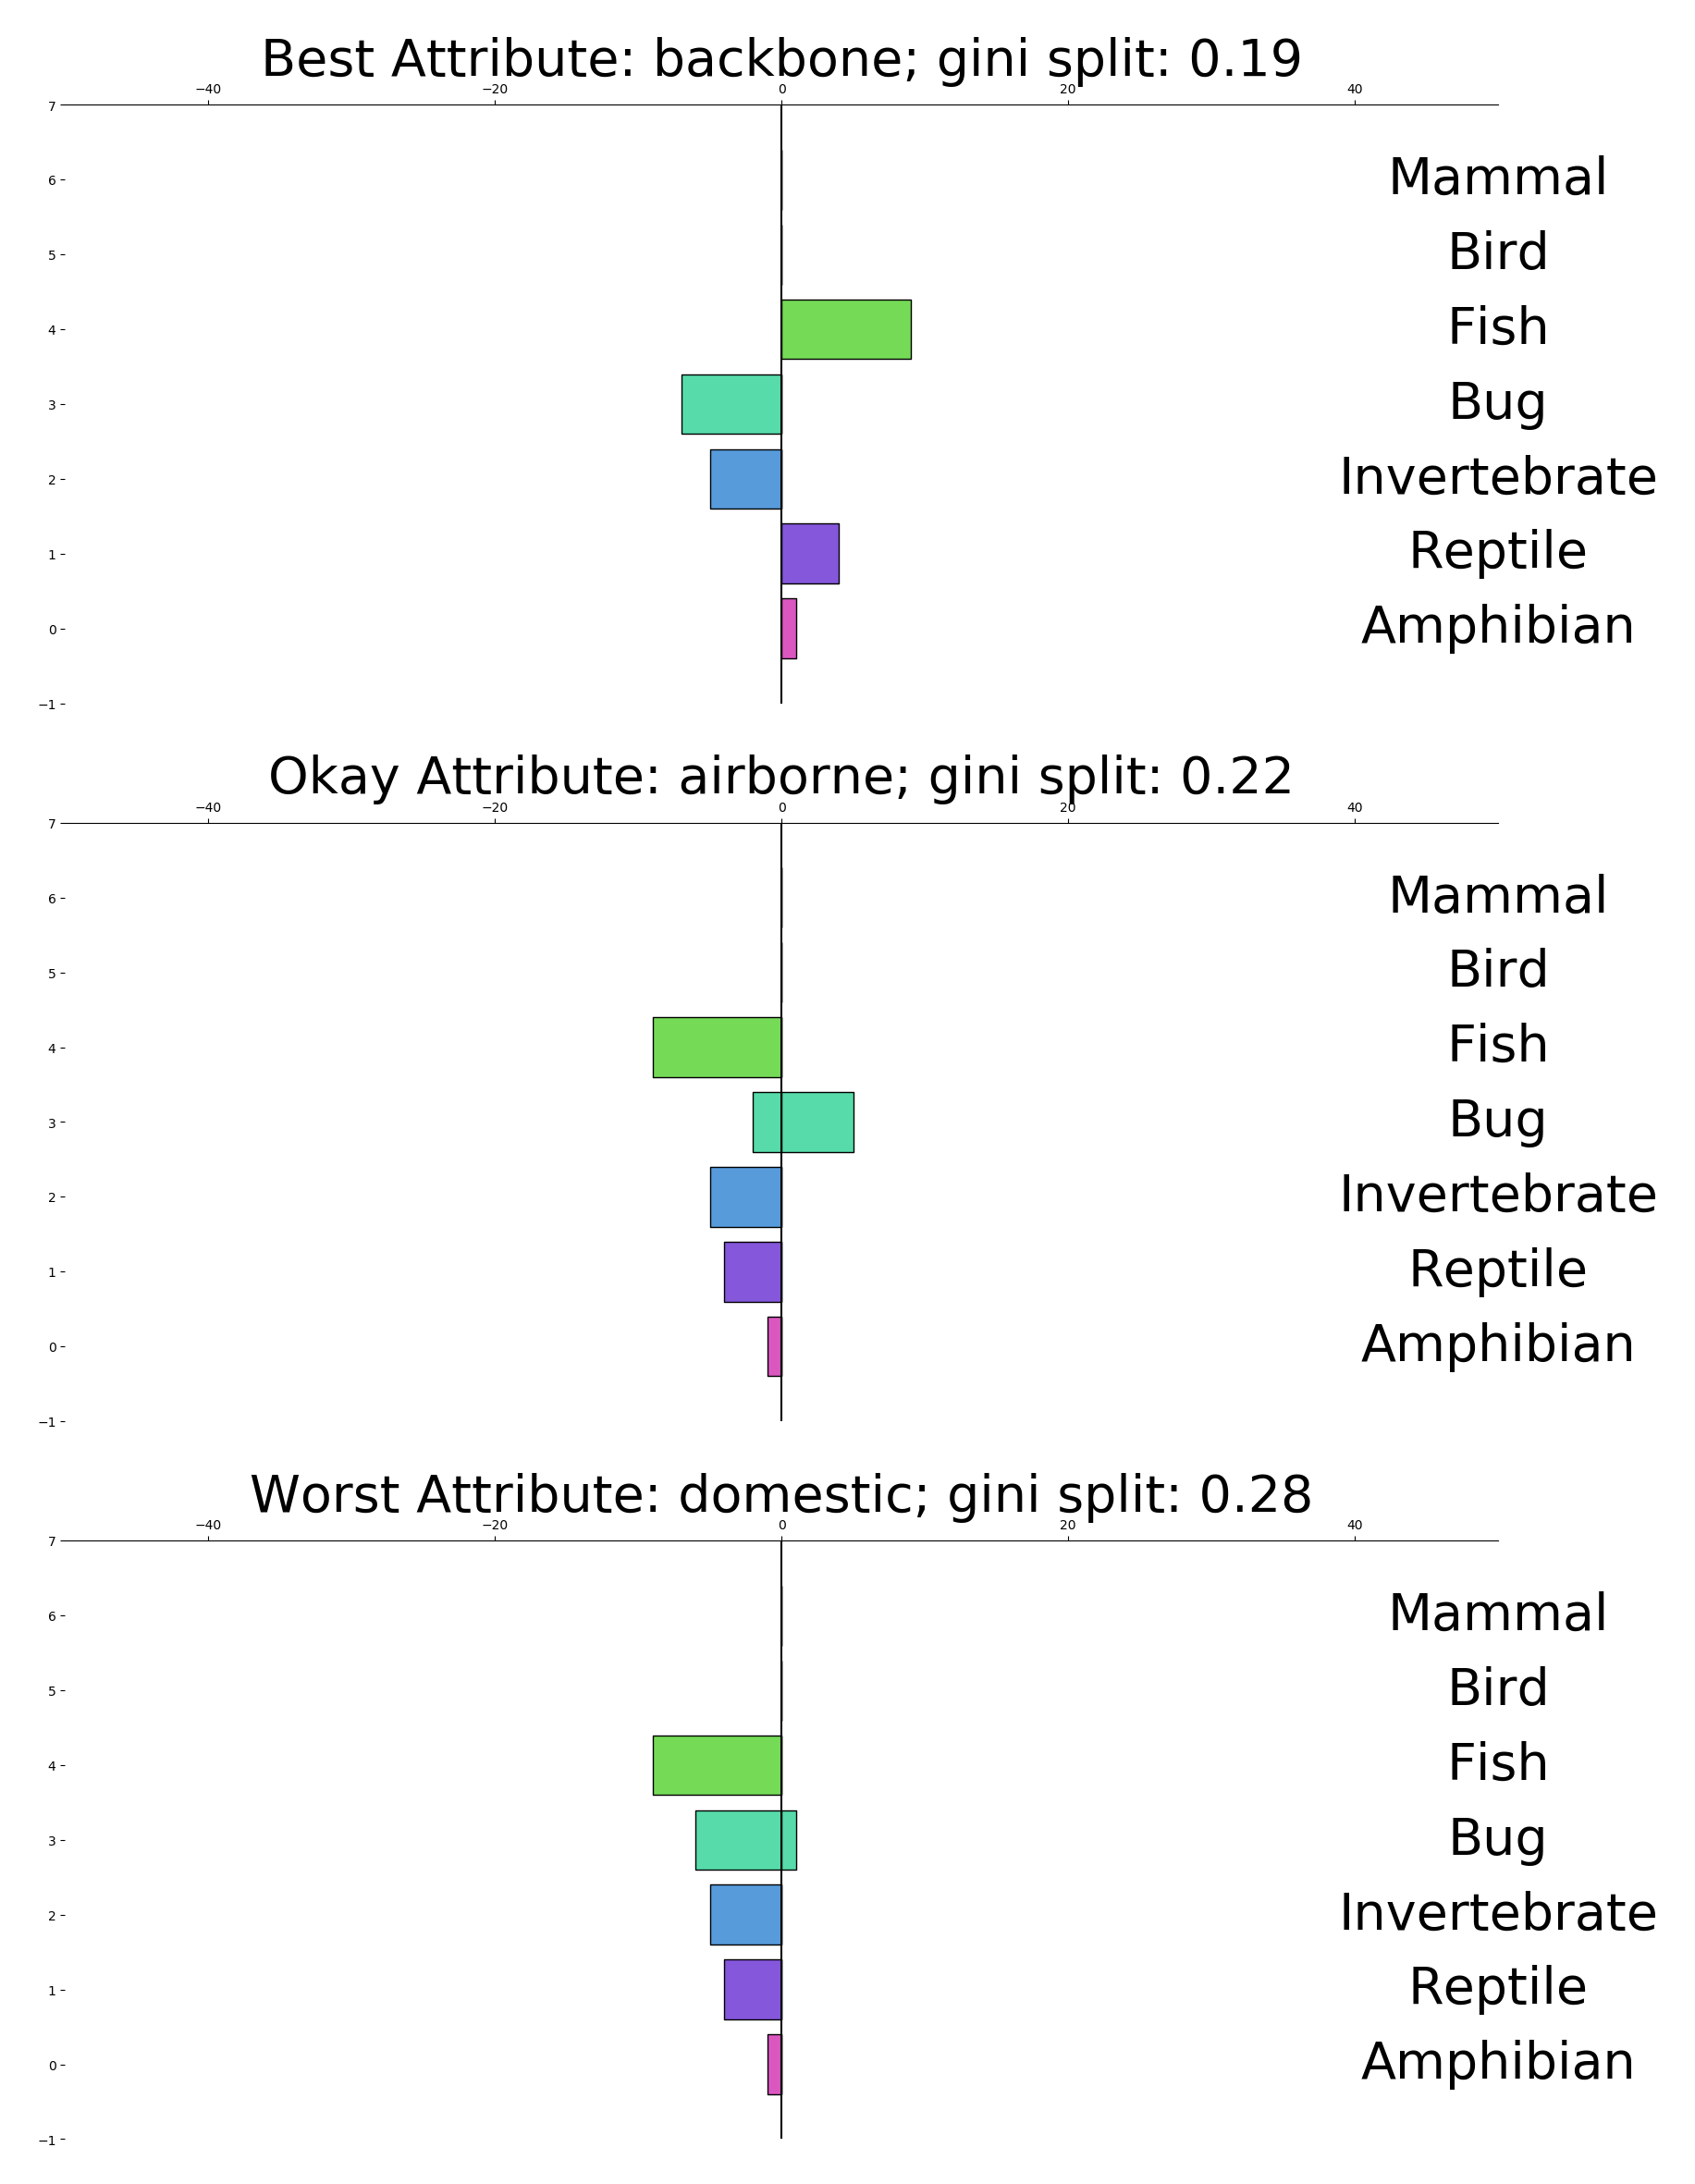 Best Attribute: backbone; gini split: 0.19
−40 −20 0 20 40
7
6 Mammal
5 Bird
4 Fish
3 Bug
2 Invertebrate
1 Reptile
0 Amphibian
−1
Okay Attribute: airborne; gini split: 0.22
−40 −20 0 20 40
7
6 Mammal
5 Bird
4 Fish
3 Bug
2 Invertebrate
1 Reptile
0 Amphibian
−1
Worst Attribute: domestic; gini split: 0.28
−40 −20 0 20 40
7
6 Mammal
5 Bird
4 Fish
3 Bug
2 Invertebrate
1 Reptile
0 Amphibian
−1